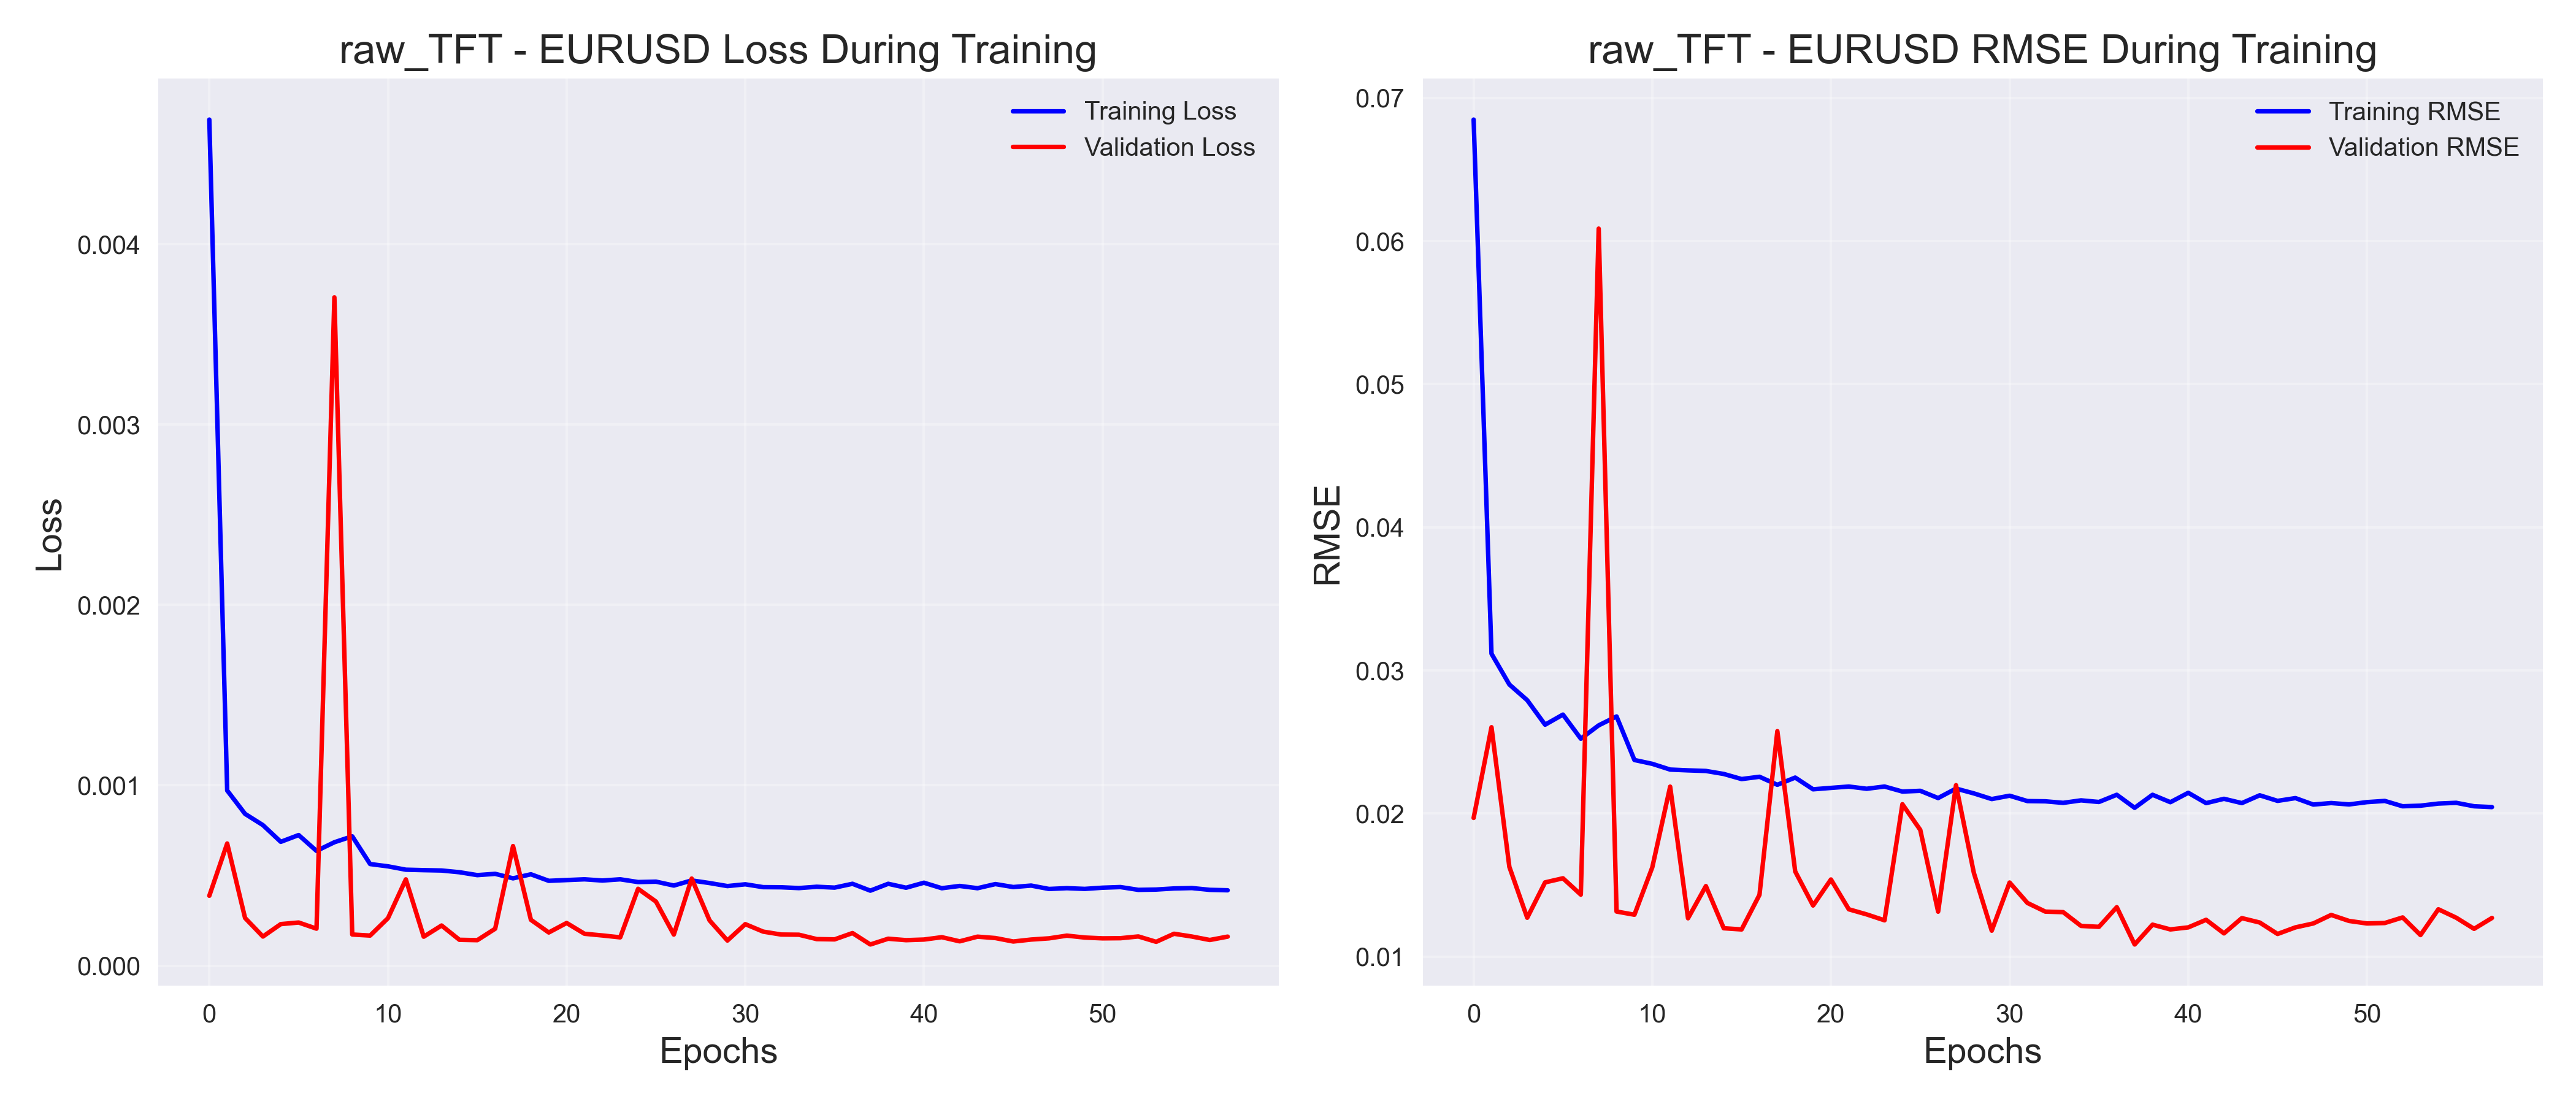 raw_TFT - EURUSD Loss During Training
Training Loss
Validation Loss
0.004
0.003
0.002
0.001
0.000
Loss
0 10 20 30 40 50
Epochs
raw_TFT - EURUSD RMSE During Training
Training RMSE
Validation RMSE
0.07
0.06
0.05
0.04
0.03
0.02
0.01
RMSE
0 10 20 30 40 50
Epochs